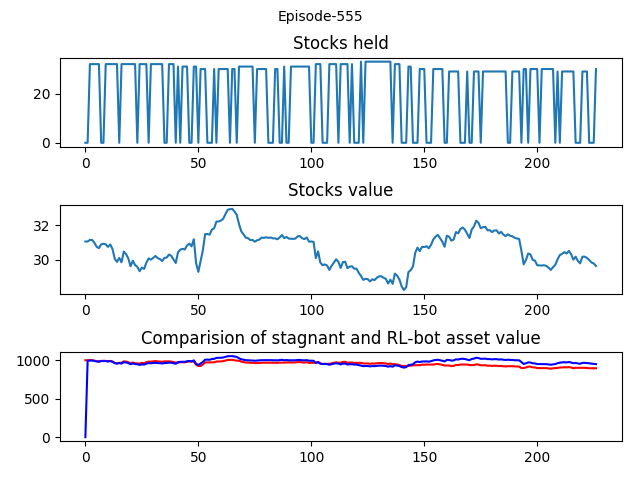 Episode-555
Stocks held
20
0
0 50 100 150 200
Stocks value
32
30
0 50 100 150 200
Comparision of stagnant and RL-bot asset value
1000
500
0
0 50 100 150 200